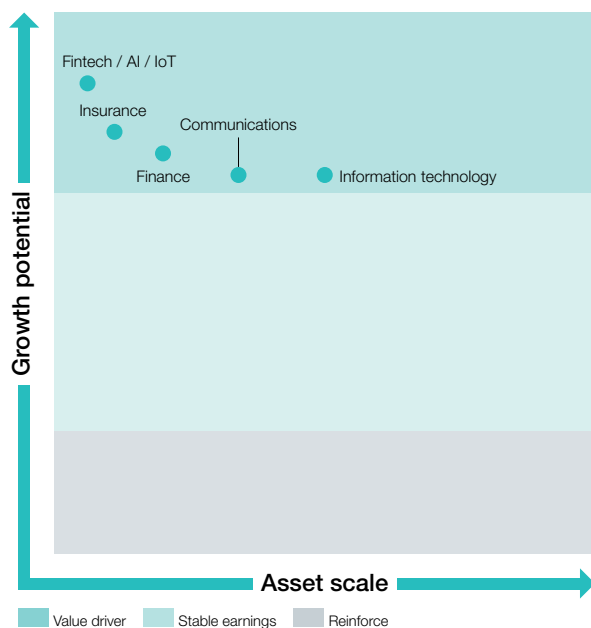 Fintech / AI / IoT
Insurance
Communications
Finance
Information technology
Growth potential
Asset scale
Value driver
Stable earnings
Reinforce